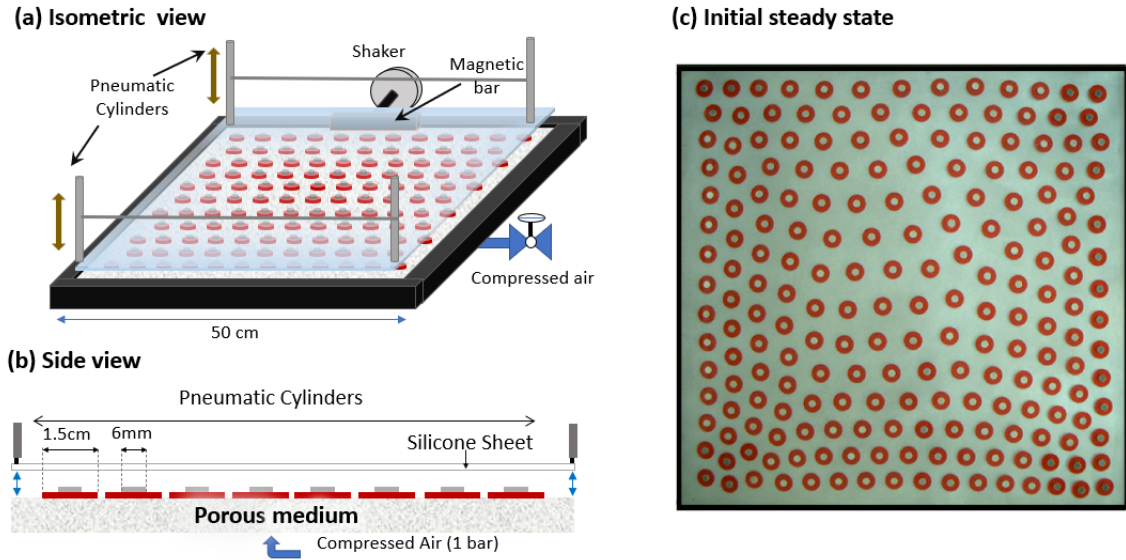 (a) Isometric view
Shaker
Magnetic
bar
Pneumatic
Cylinders
Compressed air
50 cm
(b) Side view
Pneumatic Cylinders
1.5cm
6mm
Silicone Sheet
Porous medium
Compressed Air (1 bar)
(c) Initial steady state